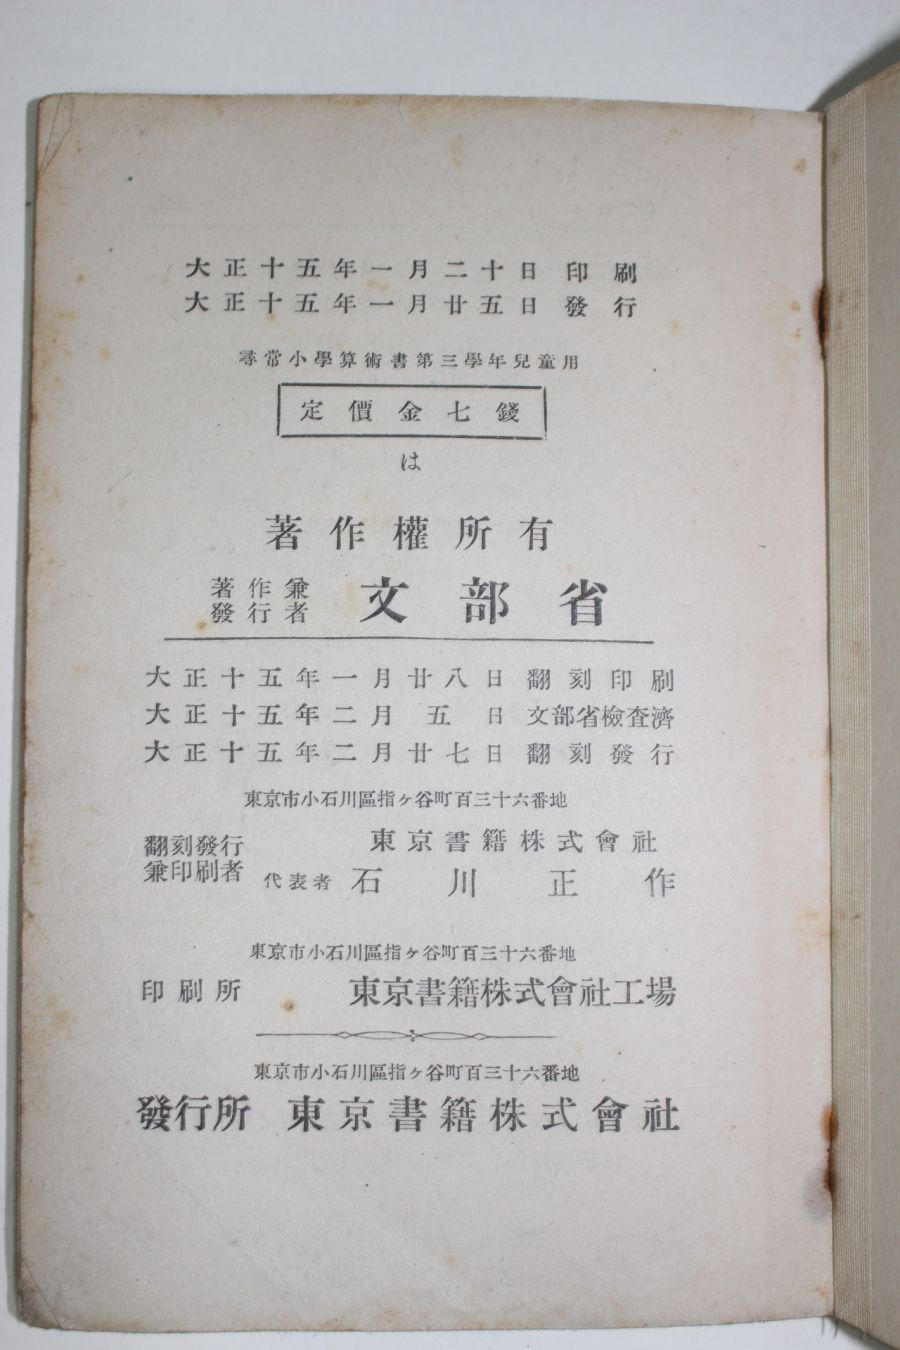 大正十五年一月二十日印刷
大正十五年一月廿五日發行
尋常小學算術書第三學年兒童用
定價金七錢
は
著作權所有
著作兼
發行者 文部省
大正十五年一月廿八日翻刻印刷
大正十五年二月五日文部省檢査濟
大正十五年二月廿七日翻刻發行
東京市小石川區指ヶ谷町百三十六番地
翻刻發行
兼印刷者
東京書籍株式會社
代表者 石川正作
東京市小石川區指ヶ谷町百三十六番地
印刷所 東京書籍株式會社工場
東京市小石川區指ヶ谷町百三十六番地
發行所 東京書籍株式會社